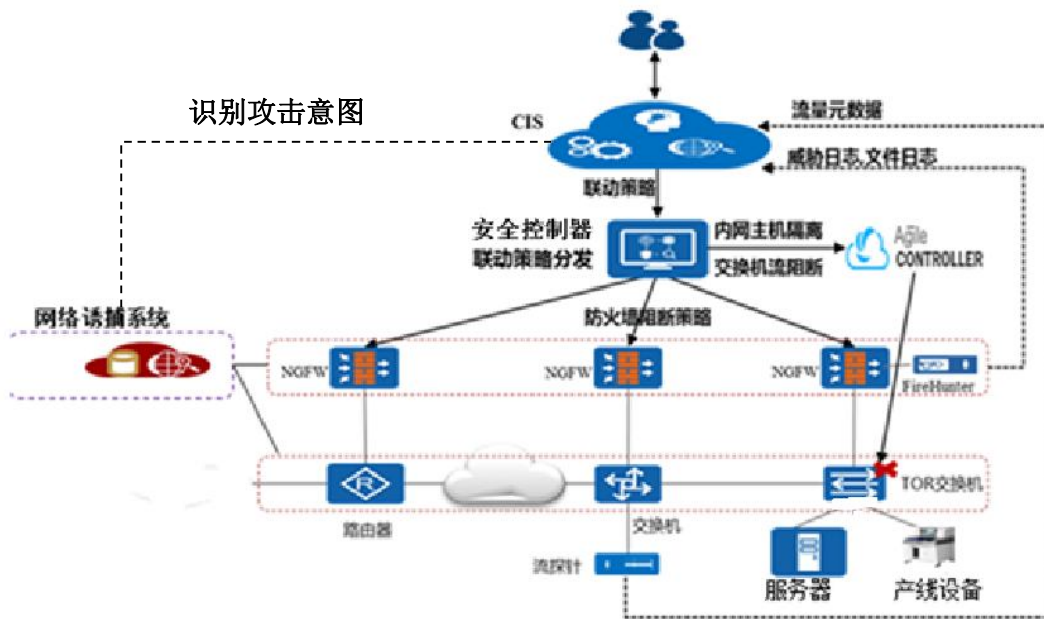 识别攻击意图
CIS
流量元数据
威胁日志,文件日志
联动策略
安全控制器
联动策略分发
内网主机隔离
交换机流阻断
Agile
CONTROLLER
网络诱捕系统
防火墙阻断策略
NGFW
NGFW
NGFW
FireHunter
R
TOR交换机
路由器
交换机
流探针
服务器
产线设备